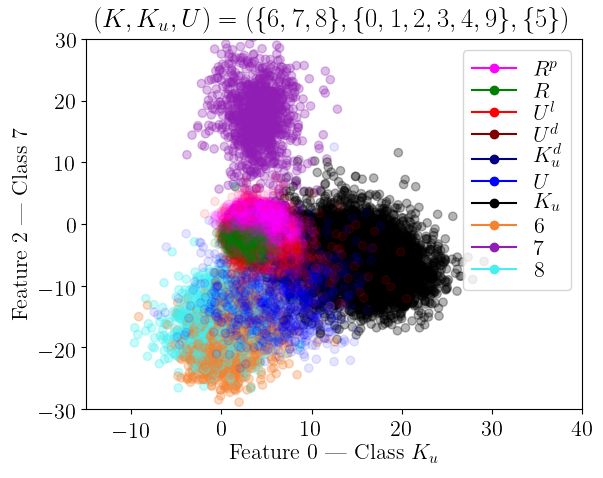 (K, K_u, U) = ({6, 7, 8}, {0, 1, 2, 3, 4, 9}, {5})
30
20
10
0
−10
−20
−30
Feature 2 — Class 7
R^p
R
U^l
U^d
K_u^d
U
K_u
6
7
8
−10
0
10
20
30
40
Feature 0 — Class K_u